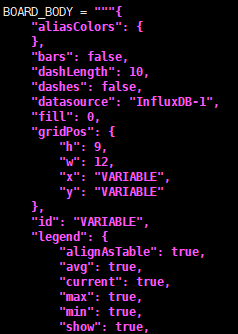 BOARD_BODY = """{
"aliasColors": {
},
"bars": false,
"dashLength": 10,
"dashes": false,
"datasource": "InfluxDB-1",
"fill": 0,
"gridPos": {
"h": 9,
"w": 12,
"x": "VARIABLE",
"y": "VARIABLE"
},
"id": "VARIABLE",
"legend": {
"alignAsTable": true,
"avg": true,
"current": true,
"max": true,
"min": true,
"show": true,